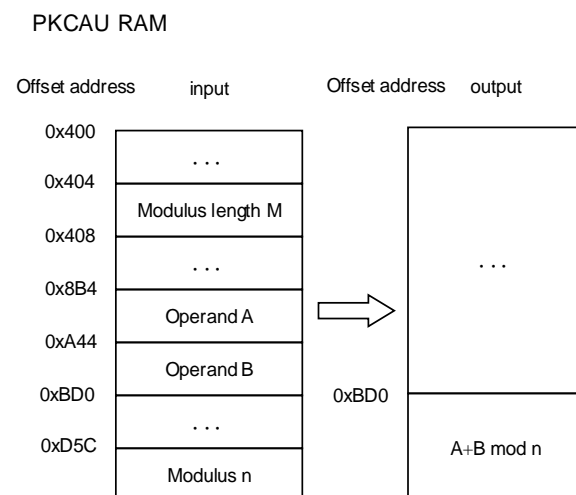 PKCAU RAM
Offset address
input
Offset address
output
0x400
. . .
0x404
Modulus length M
0x408
. . .
0x8B4
Operand A
0xA44
Operand B
0xBD0
. . .
0xD5C
Modulus n
. . .
0xBD0
A+B mod n